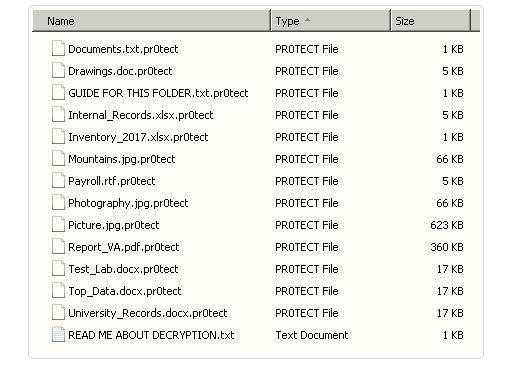 Name Type Size
Documents.txt.pr0tect PR0TECT File 1 KB
Drawings.doc.pr0tect PR0TECT File 5 KB
GUIDE FOR THIS FOLDER.txt.pr0tect PR0TECT File 1 KB
Internal_Records.xlsx.pr0tect PR0TECT File 5 KB
Inventory_2017.xlsx.pr0tect PR0TECT File 1 KB
Mountains.jpg.pr0tect PR0TECT File 66 KB
Payroll.rtf.pr0tect PR0TECT File 5 KB
Photography.jpg.pr0tect PR0TECT File 66 KB
Picture.jpg.pr0tect PR0TECT File 623 KB
Report_VA.pdf.pr0tect PR0TECT File 360 KB
Test_Lab.docx.pr0tect PR0TECT File 17 KB
Top_Data.docx.pr0tect PR0TECT File 17 KB
University_Records.docx.pr0tect PR0TECT File 17 KB
READ ME ABOUT DECRYPTION.txt Text Document 1 KB